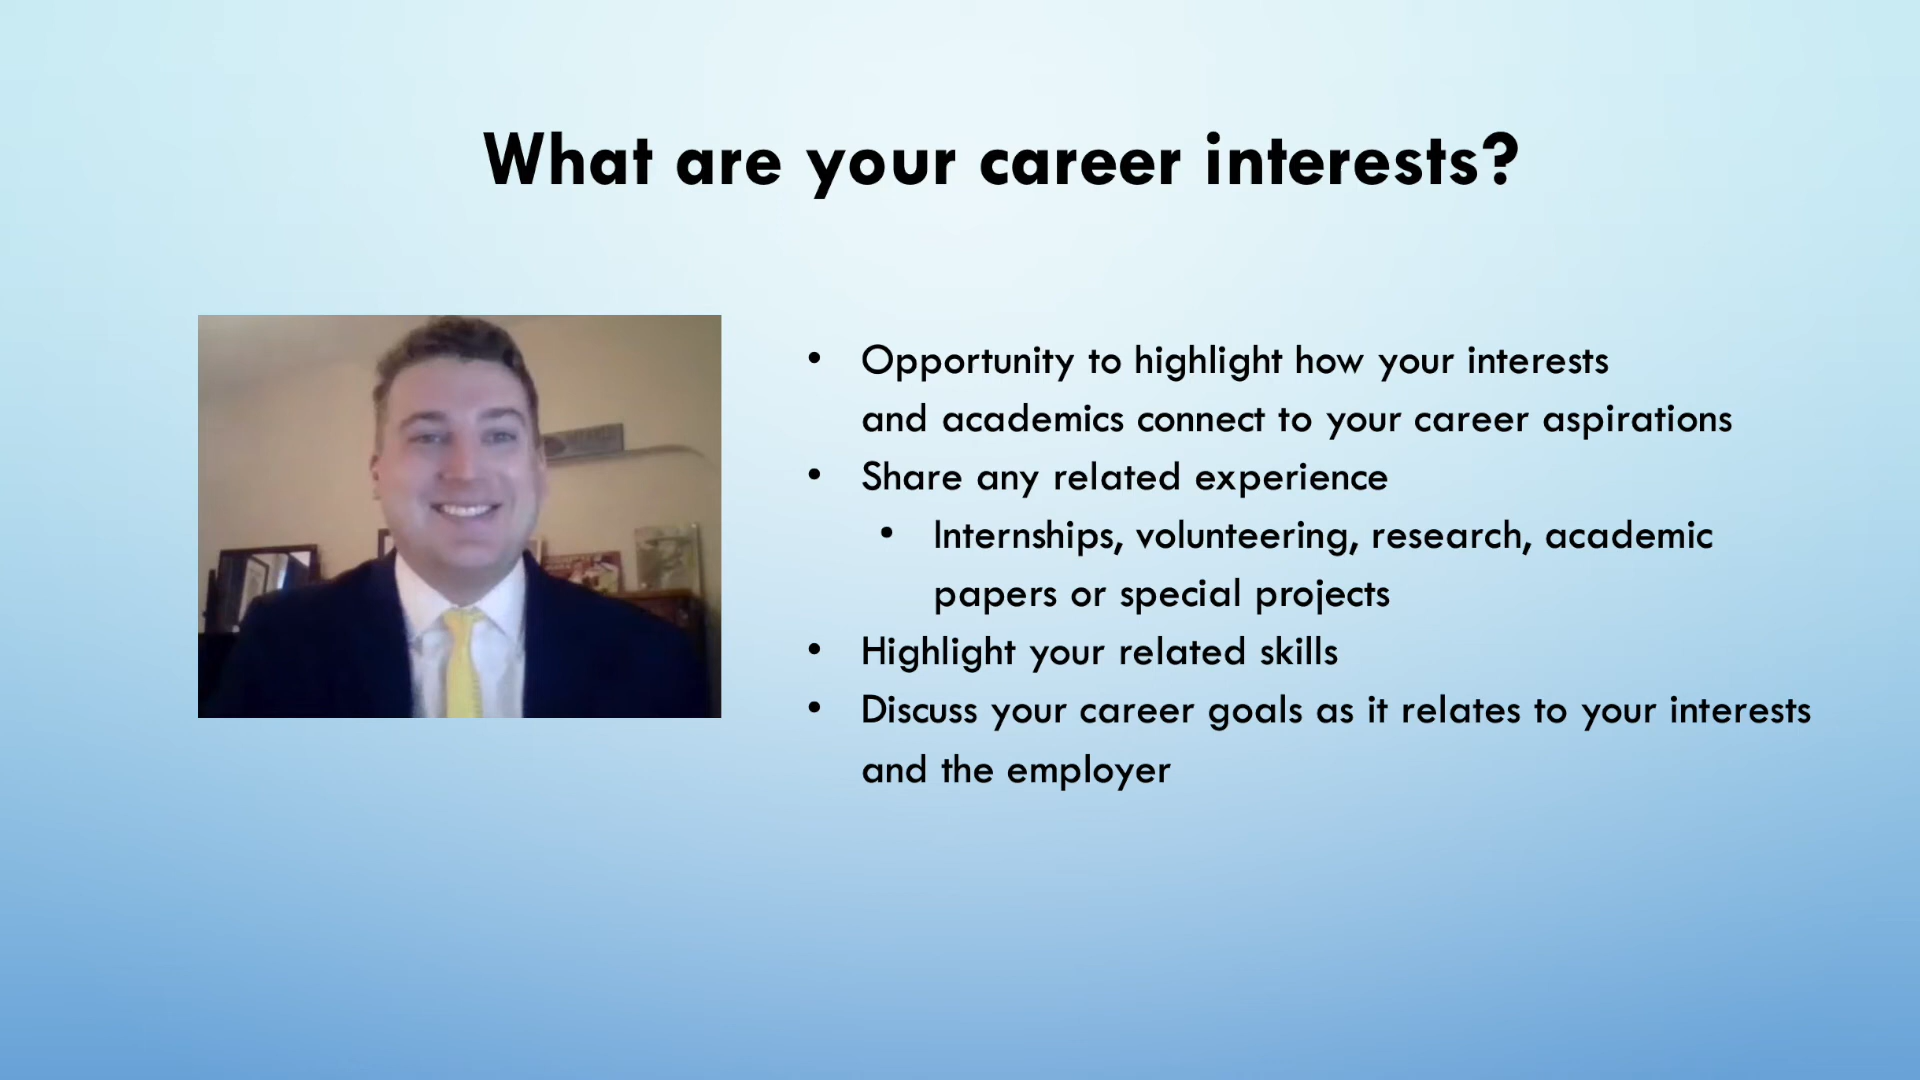 What are your career interests?
• Opportunity to highlight how your interests
and academics connect to your career aspirations
• Share any related experience
• Internships, volunteering, research, academic
papers or special projects
• Highlight your related skills
• Discuss your career goals as it relates to your interests
and the employer